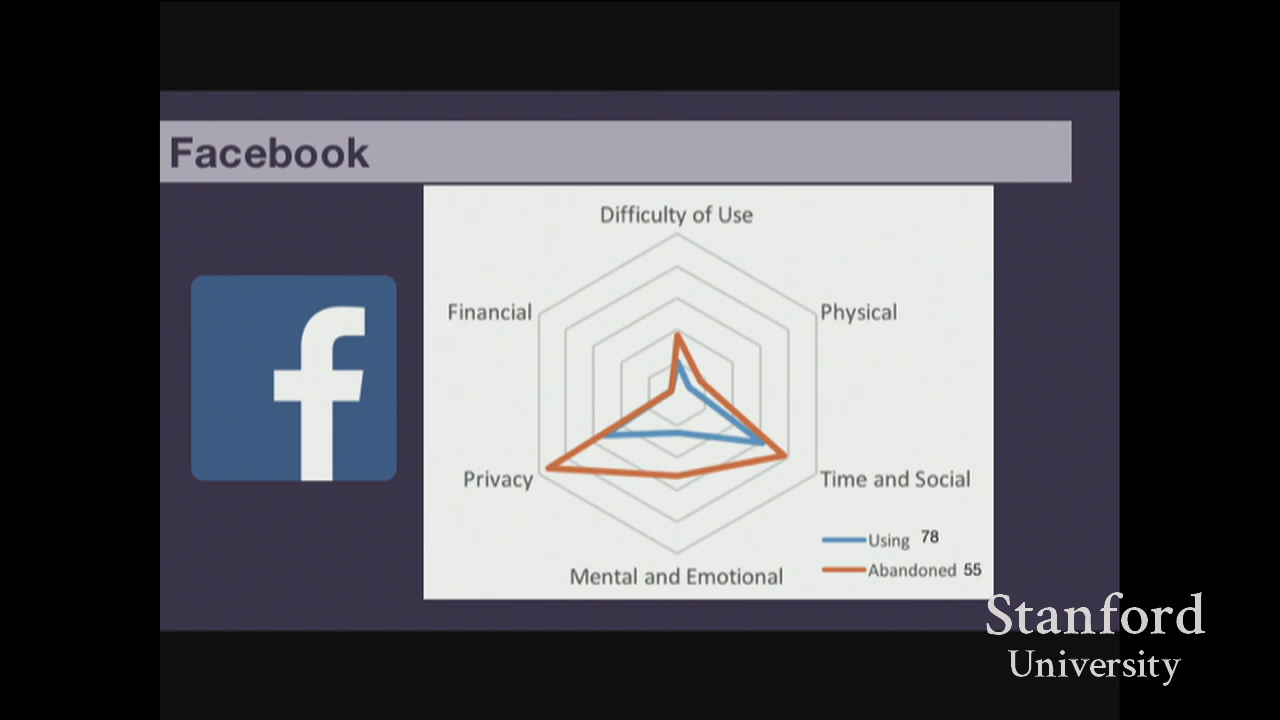 Facebook
Difficulty of Use
Financial
Physical
Privacy
Time and Social
Mental and Emotional
Using 78
Abandoned 55
Stanford
University